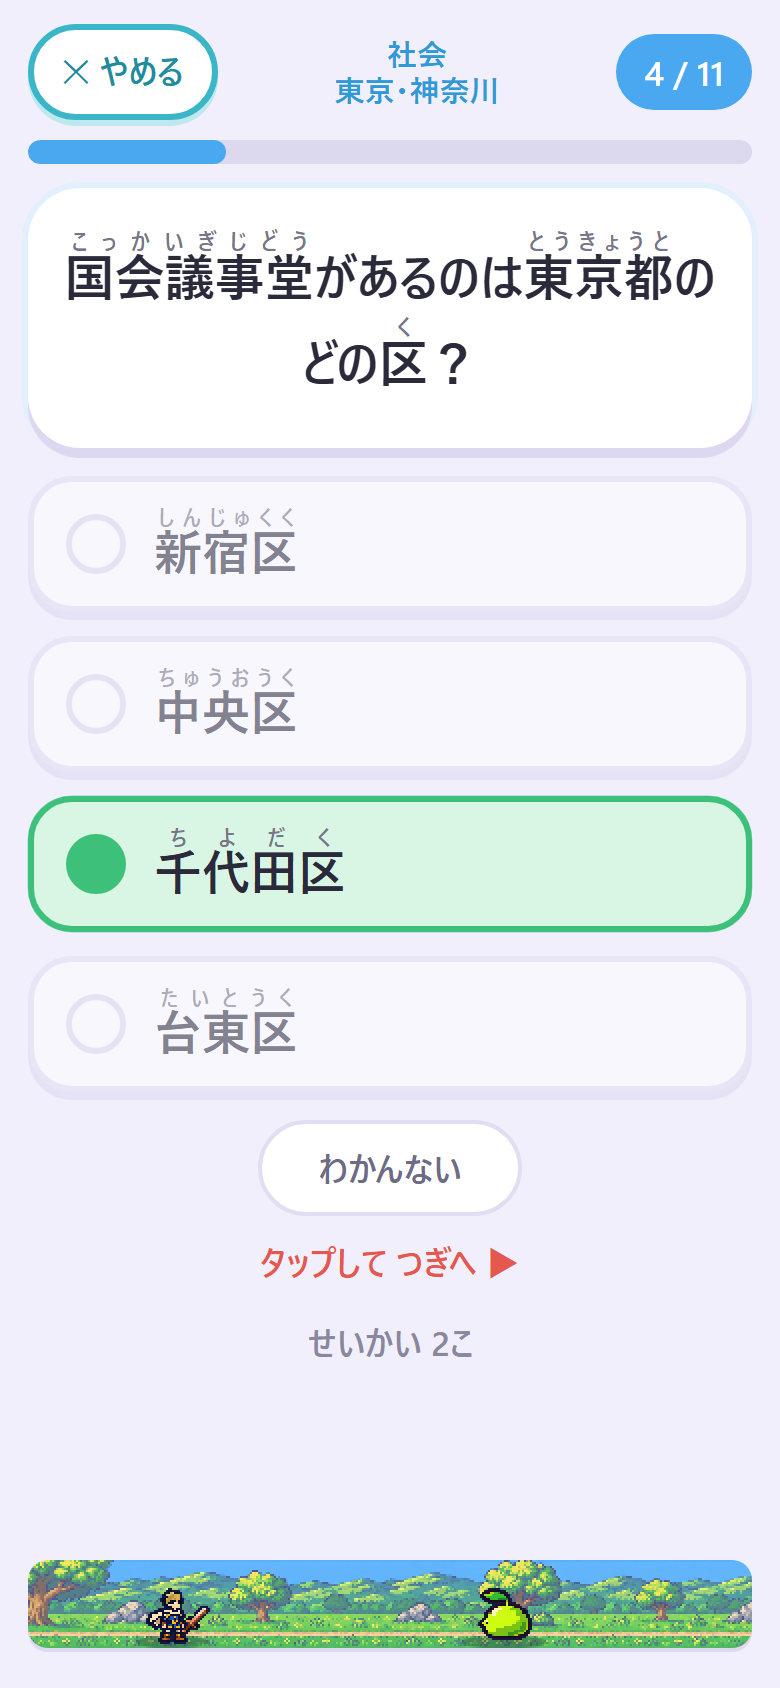 × やめる
社会
東京・神奈川
4 / 11
こっかいぎじどう とうきょうと
国会議事堂があるのは東京都の
く
どの区？
しんじゅくく
新宿区
ちゅうおうく
中央区
ちよだく
千代田区
たいとうく
台東区
わかんない
タップして つぎへ ▶
せいかい 2こ